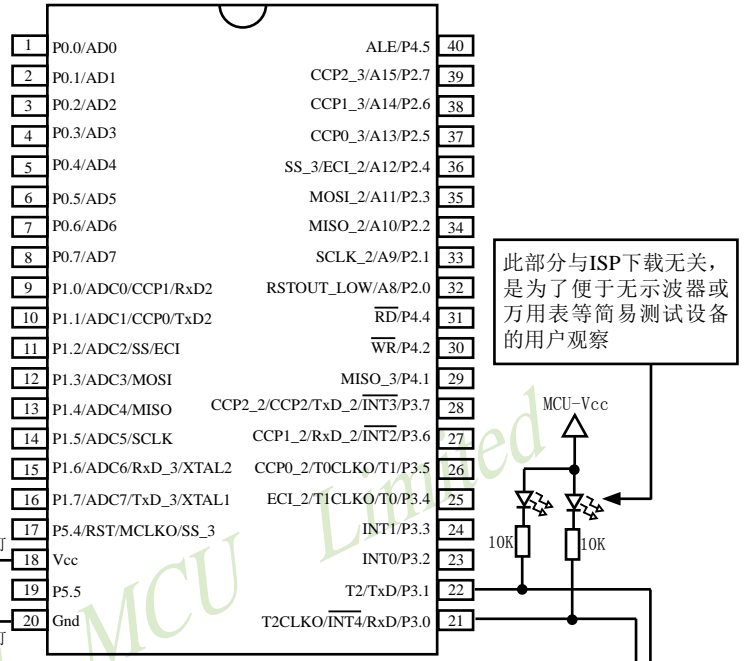 1 P0.0/AD0 ALE/P4.5 40
2 P0.1/AD1 CCP2_3/A15/P2.7 39
3 P0.2/AD2 CCP1_3/A14/P2.6 38
4 P0.3/AD3 CCP0_3/A13/P2.5 37
5 P0.4/AD4 SS_3/ECI_2/A12/P2.4 36
6 P0.5/AD5 MOSI_2/A11/P2.3 35
7 P0.6/AD6 MISO_2/A10/P2.2 34
8 P0.7/AD7 SCLK_2/A9/P2.1 33
9 P1.0/ADC0/CCP1/RxD2 RSTOUT_LOW/A8/P2.0 32
10 P1.1/ADC1/CCP0/TxD2 RD/P4.4 31
11 P1.2/ADC2/SS/ECI WR/P4.2 30
12 P1.3/ADC3/MOSI MISO_3/P4.1 29
13 P1.4/ADC4/MISO CCP2_2/CCP2/TxD_2/INT3/P3.7 28
14 P1.5/ADC5/SCLK CCP1_2/RxD_2/INT2/P3.6 27
15 P1.6/ADC6/RxD_3/XTAL2 CCP0_2/T0CLKO/T1/P3.5 26
16 P1.7/ADC7/TxD_3/XTAL1 ECI_2/T1CLKO/T0/P3.4 25
17 P5.4/RST/MCLKO/SS_3 INT1/P3.3 24
18 Vcc INT0/P3.2 23
19 P5.5 T2/TxD/P3.1 22
20 Gnd T2CLKO/INT4/RxD/P3.0 21
此部分与ISP下载无关，
是为了便于无示波器或
万用表等简易测试设备
的用户观察
MCU-Vcc
10K 10K
MCU Limited